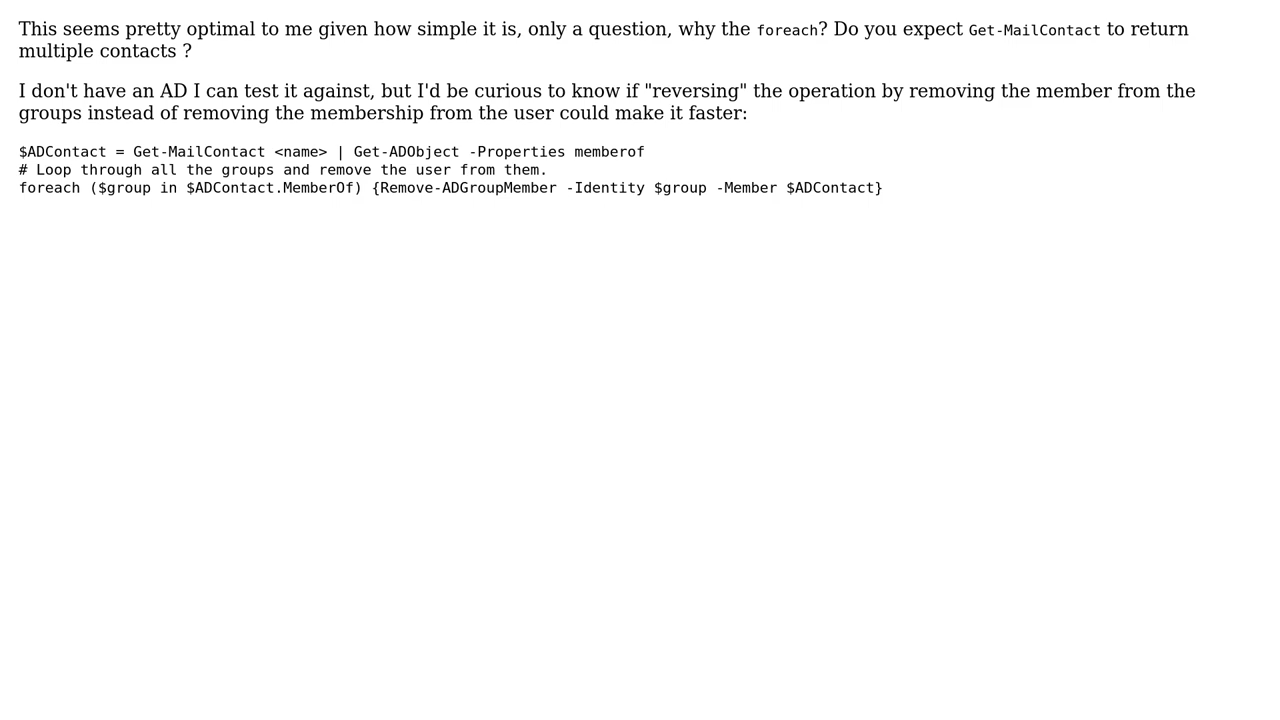 This seems pretty optimal to me given how simple it is, only a question, why the foreach? Do you expect Get-MailContact to return
multiple contacts ?
I don't have an AD I can test it against, but I'd be curious to know if "reversing" the operation by removing the member from the
groups instead of removing the membership from the user could make it faster:
$ADContact = Get-MailContact <name> | Get-ADObject -Properties memberof
# Loop through all the groups and remove the user from them.
foreach ($group in $ADContact.MemberOf) {Remove-ADGroupMember -Identity $group -Member $ADContact}